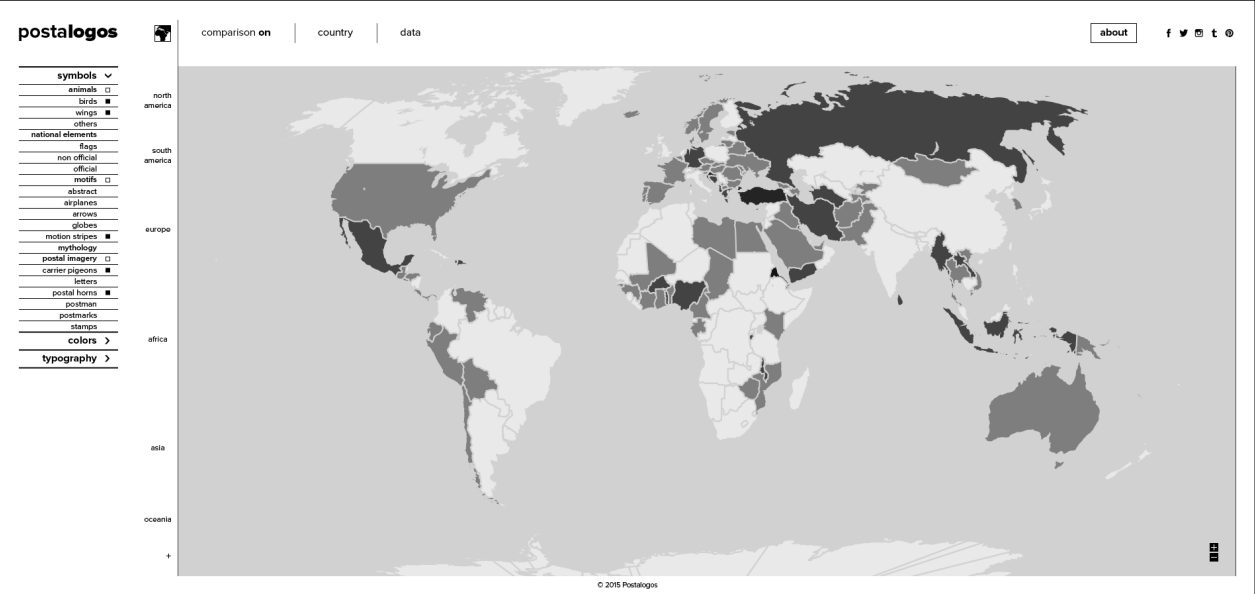 postalogos
comparison on
country
data
about
symbols
animals
birds
wings
others
national elements
flags
non official
official
motifs
abstract
airplanes
arrows
globes
motion stripes
mythology
postal imagery
carrier pigeons
letters
postal horns
postman
postmarks
stamps
colors
typography
north
america
south
america
europe
africa
asia
oceania
+
© 2015 Postalogos